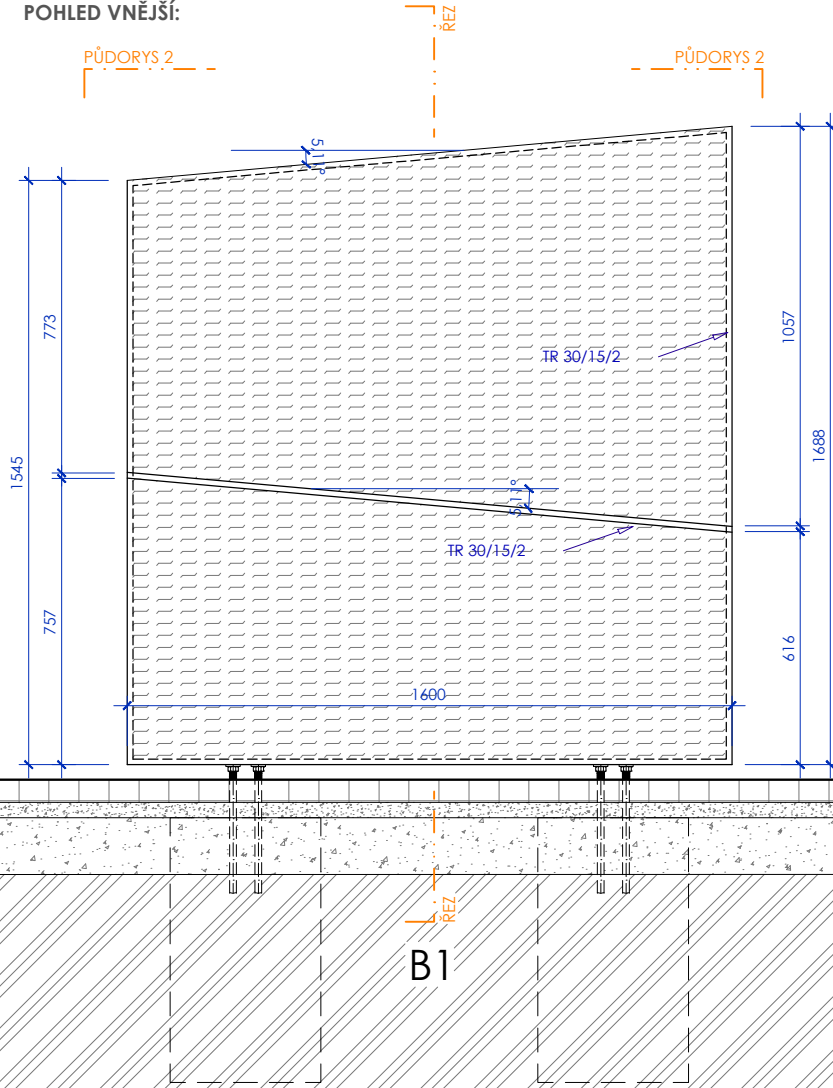 POHLED VNĚJŠÍ:
ŘEZ
PŮDORYS 2
PŮDORYS 2
5,11°
773
1057
TR 30/15/2
1545
1688
5,11°
TR 30/15/2
757
616
1600
ŘEZ
B1